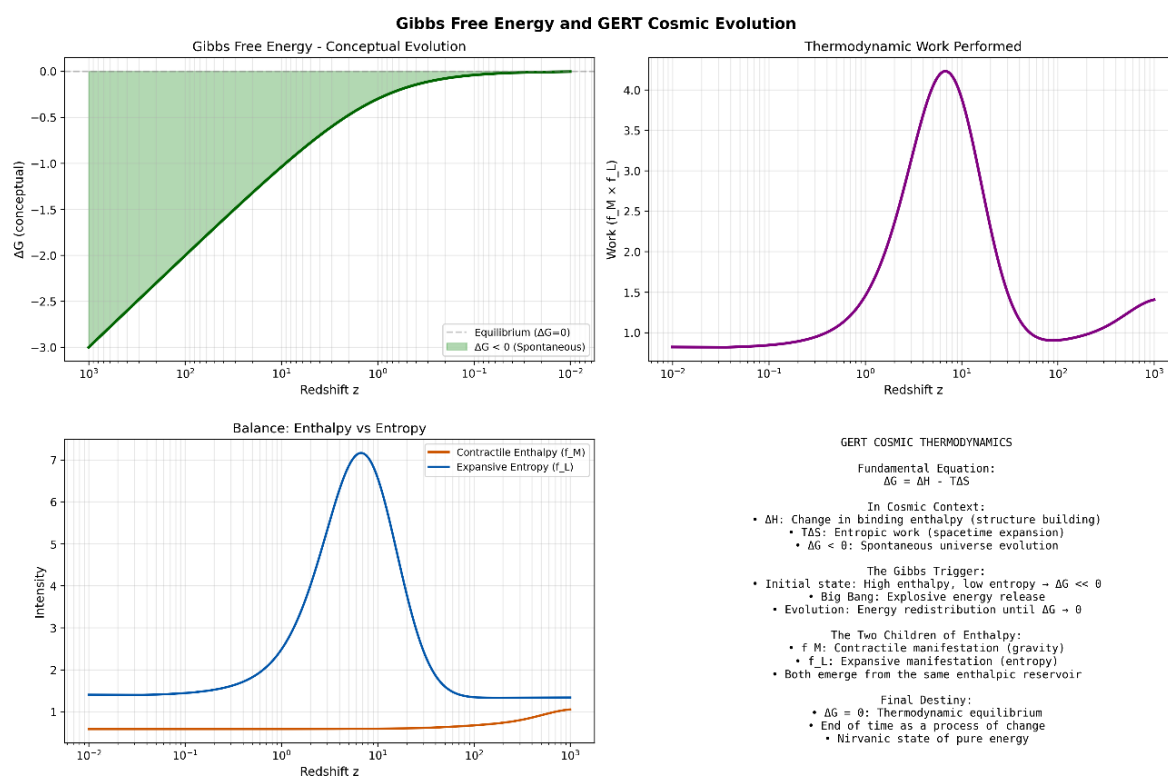 Gibbs Free Energy and GERT Cosmic Evolution
Gibbs Free Energy - Conceptual Evolution
0.0
−0.5
−1.0
−1.5
−2.0
−2.5
−3.0
ΔG (conceptual)
Equilibrium (ΔG=0)
ΔG < 0 (Spontaneous)
10³ 10² 10¹ 10⁰ 10⁻¹ 10⁻²
Redshift z
Thermodynamic Work Performed
4.0
3.5
3.0
2.5
2.0
1.5
1.0
Work (f_M × f_L)
10⁻² 10⁻¹ 10⁰ 10¹ 10² 10³
Redshift z
Balance: Enthalpy vs Entropy
7
6
5
4
3
2
1
Intensity
Contractile Enthalpy (f_M)
Expansive Entropy (f_L)
10⁻² 10⁻¹ 10⁰ 10¹ 10² 10³
Redshift z
GERT COSMIC THERMODYNAMICS
Fundamental Equation:
ΔG = ΔH - TΔS
In Cosmic Context:
• ΔH: Change in binding enthalpy (structure building)
• TΔS: Entropic work (spacetime expansion)
• ΔG < 0: Spontaneous universe evolution
The Gibbs Trigger:
• Initial state: High enthalpy, low entropy → ΔG << 0
• Big Bang: Explosive energy release
• Evolution: Energy redistribution until ΔG → 0
The Two Children of Enthalpy:
• f_M: Contractile manifestation (gravity)
• f_L: Expansive manifestation (entropy)
• Both emerge from the same enthalpic reservoir
Final Destiny:
• ΔG = 0: Thermodynamic equilibrium
• End of time as a process of change
• Nirvanic state of pure energy